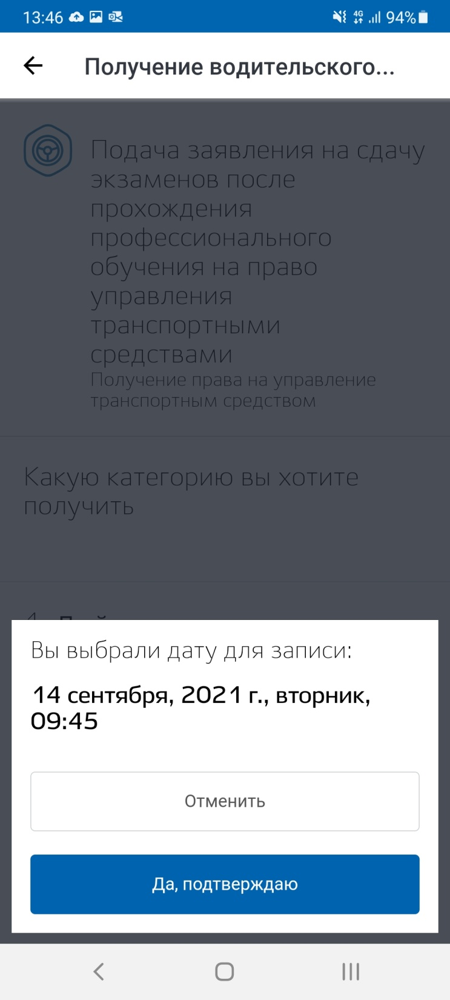 13:46 4G 94%
Получение водительского...
Подача заявления на сдачу
экзаменов после
прохождения
профессионального
обучения на право
управления
транспортными
средствами
Получение права на управление
транспортным средством
Какую категорию вы хотите
получить
Вы выбрали дату для записи:
14 сентября, 2021 г., вторник,
09:45
Отменить
Да, подтверждаю